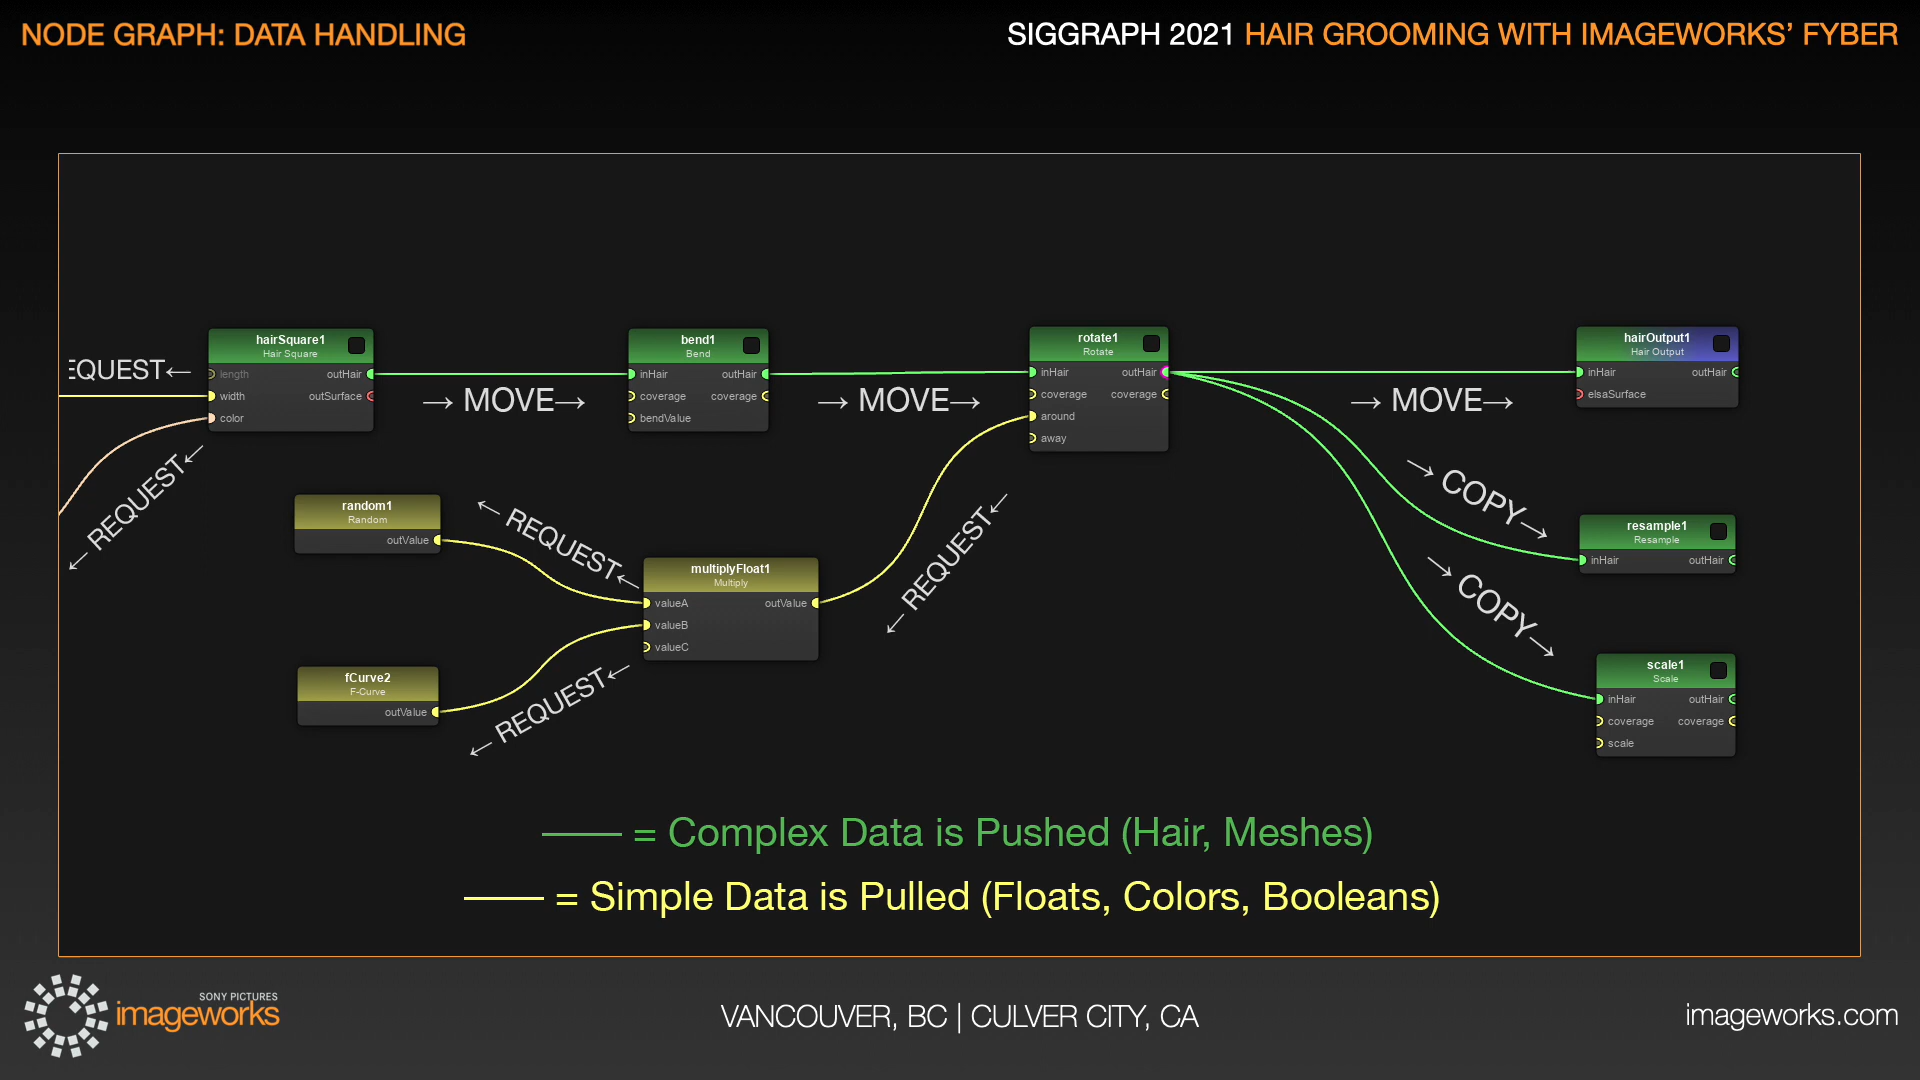 NODE GRAPH: DATA HANDLING
SIGGRAPH 2021 HAIR GROOMING WITH IMAGEWORKS' FYBER
hairSquare1
Hair Square
length
outHair
width
outSurface
color
EQUEST←
← REQUEST←
→ MOVE→
bend1
Bend
inHair
outHair
coverage
coverage
bendValue
→ MOVE→
rotate1
Rotate
inHair
outHair
coverage
coverage
around
away
→ MOVE→
hairOutput1
Hair Output
inHair
outHair
elsaSurface
random1
Random
outValue
← REQUEST←
multiplyFloat1
Multiply
valueA
outValue
valueB
valueC
← REQUEST←
→ COPY→
resample1
Resample
inHair
outHair
→ COPY→
fCurve2
F-Curve
outValue
← REQUEST←
scale1
Scale
inHair
outHair
coverage
coverage
scale
= Complex Data is Pushed (Hair, Meshes)
= Simple Data is Pulled (Floats, Colors, Booleans)
SONY PICTURES
imageworks
VANCOUVER, BC | CULVER CITY, CA
imageworks.com